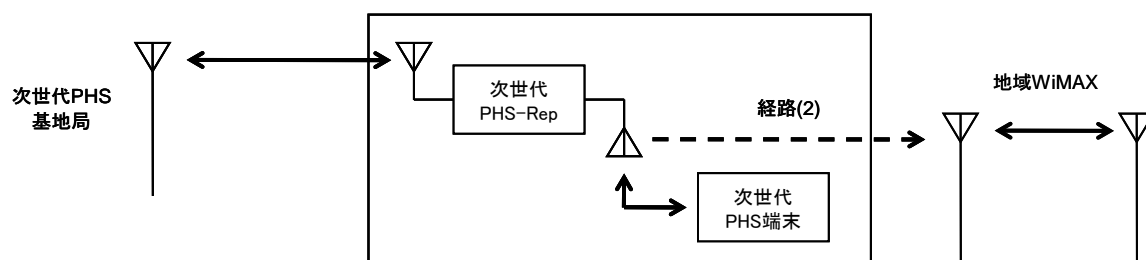 次世代PHS
基地局
次世代
PHS-Rep
経路(2)
次世代
PHS端末
地域WiMAX